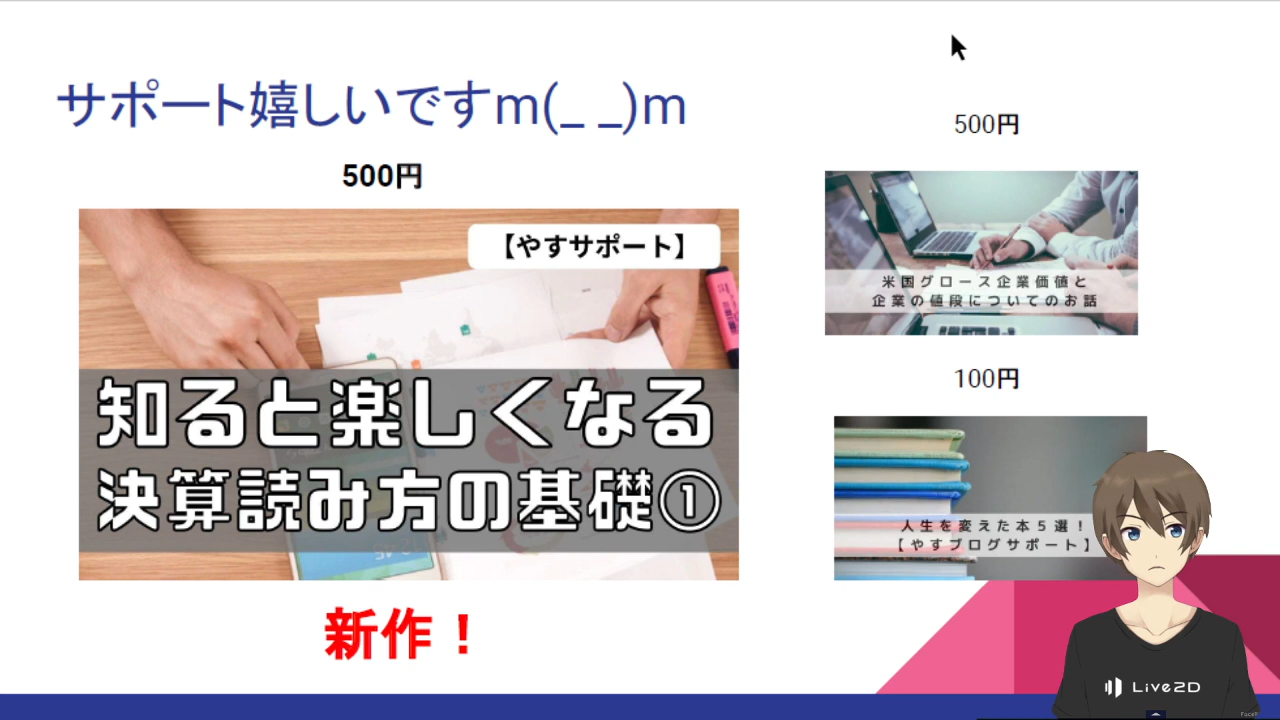 サポート嬉しいですm(_ _)m
500円
【やすサポート】
知ると楽しくなる
決算読み方の基礎①
新作！
500円
米国グロース企業価値と
企業の値段についてのお話
100円
人生を変えた本５選！
【やすブログサポート】
Live2D